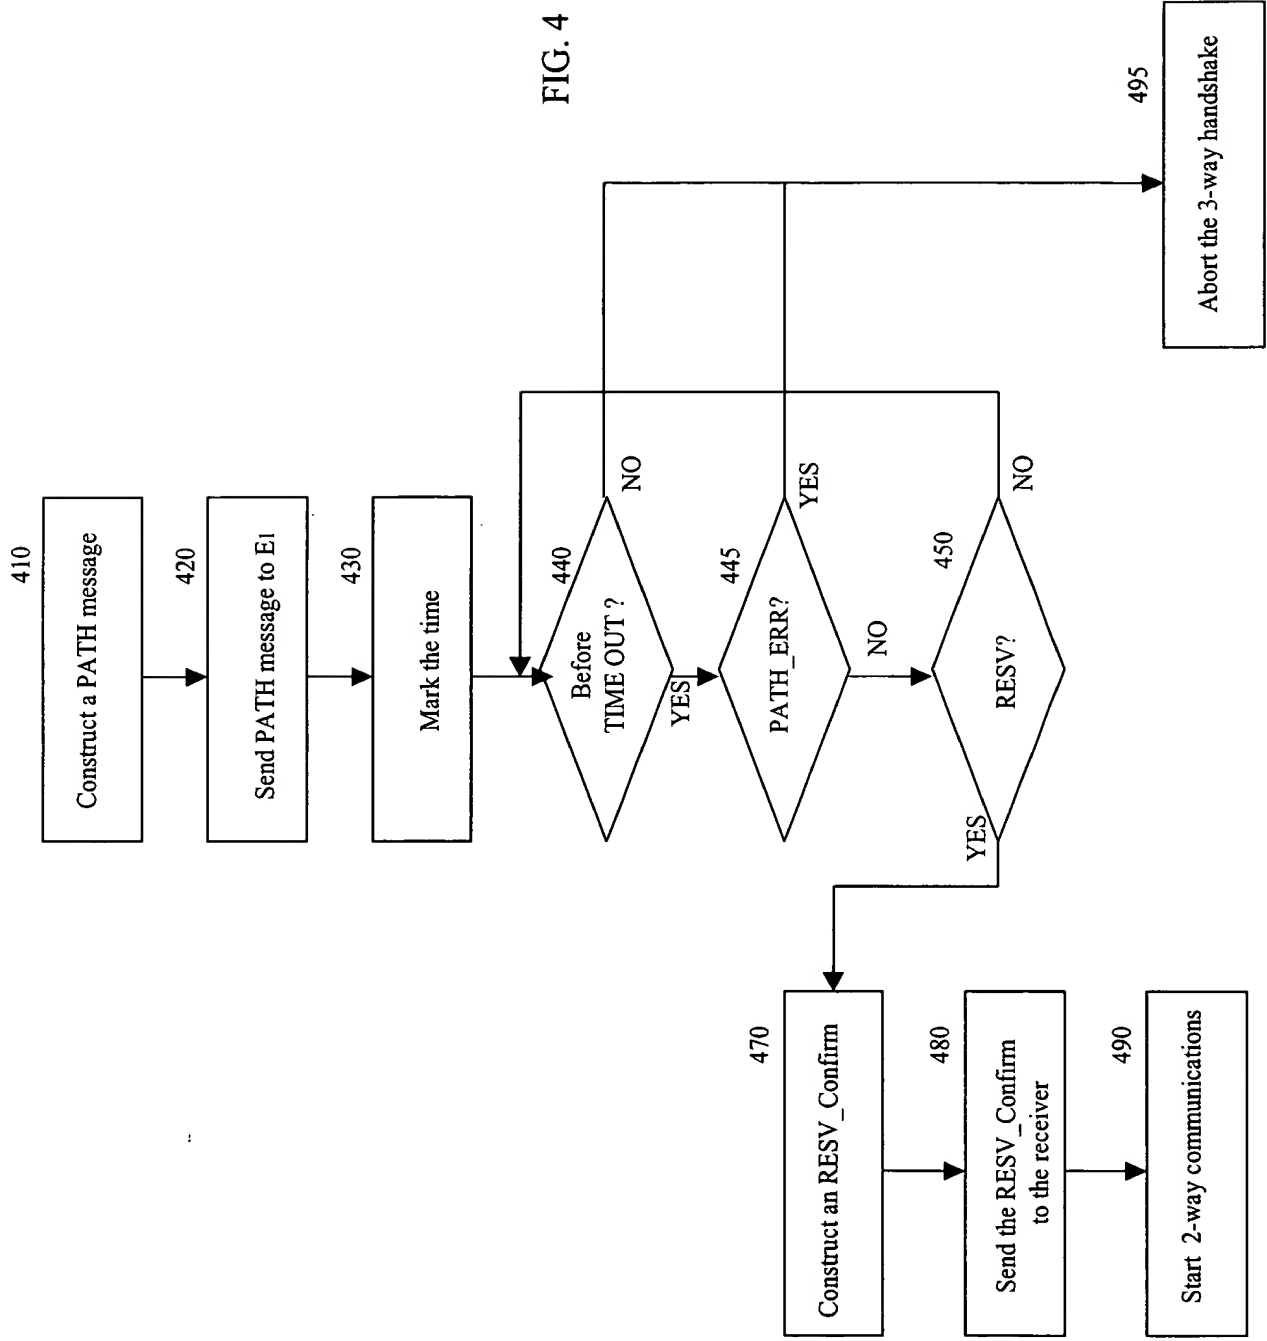 410
Construct a PATH message
420
Send PATH message to E1
430
Mark the time
440
Before
TIME OUT ?
NO
YES
445
PATH_ERR?
YES
NO
450
RESV?
NO
YES
470
Construct an RESV_Confirm
480
Send the RESV_Confirm
to the receiver
490
Start 2-way communications
495
Abort the 3-way handshake
FIG. 4